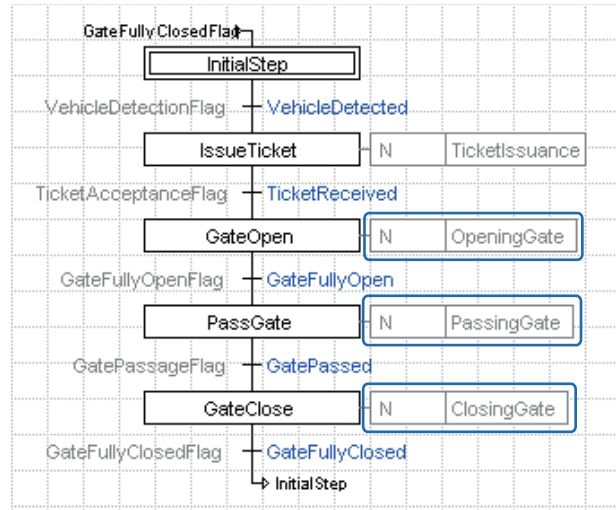 GateFullyClosedFlag
InitialStep
VehicleDetectionFlag VehicleDetected
IssueTicket N TicketIssuance
TicketAcceptanceFlag TicketReceived
GateOpen N OpeningGate
GateFullyOpenFlag GateFullyOpen
PassGate N PassingGate
GatePassageFlag GatePassed
GateClose N ClosingGate
GateFullyClosedFlag GateFullyClosed
InitialStep